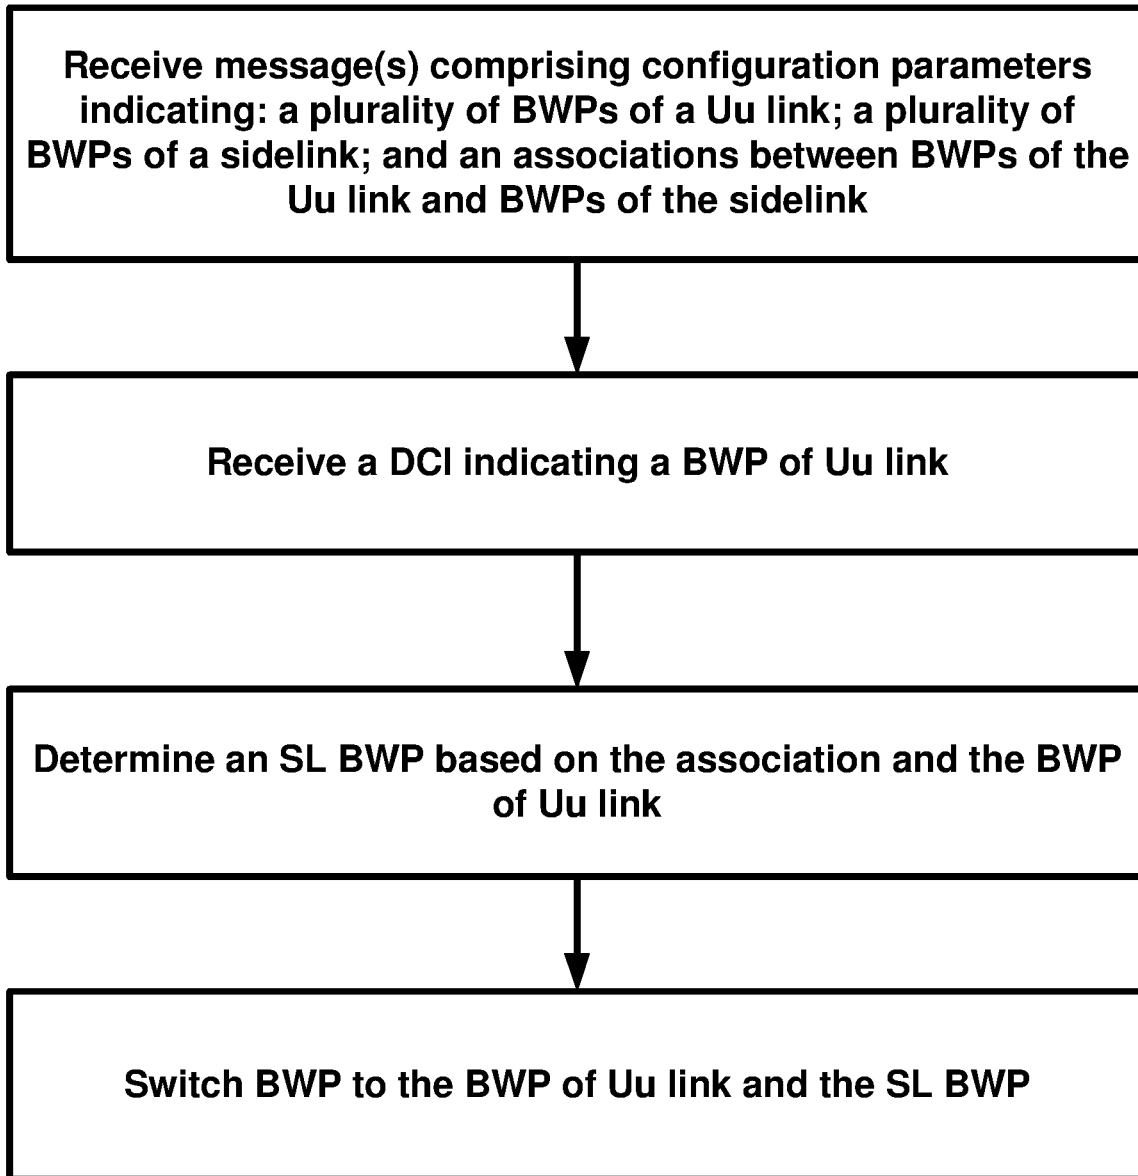 Receive message(s) comprising configuration parameters
indicating: a plurality of BWPs of a Uu link; a plurality of
BWPs of a sidelink; and an associations between BWPs of the
Uu link and BWPs of the sidelink
Receive a DCI indicating a BWP of Uu link
Determine an SL BWP based on the association and the BWP
of Uu link
Switch BWP to the BWP of Uu link and the SL BWP